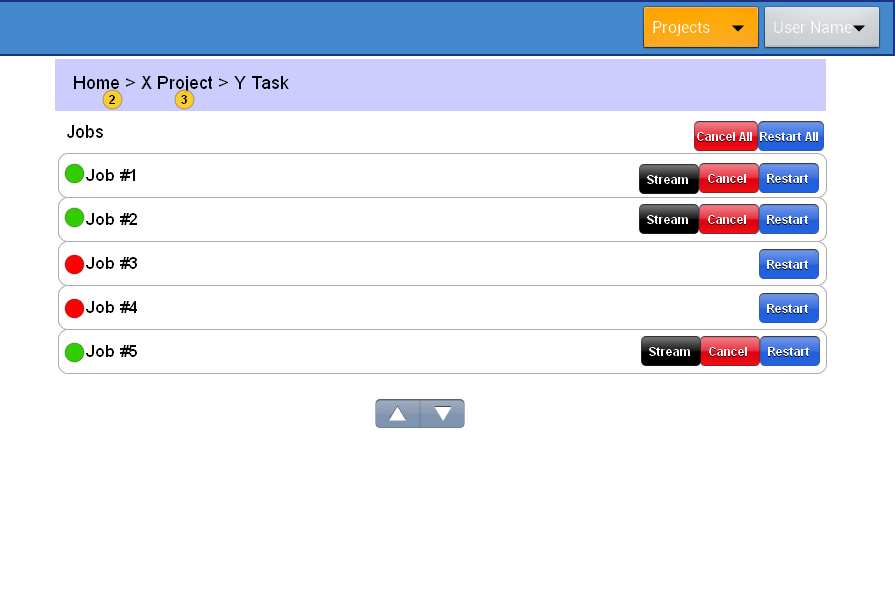 Projects User Name
Home > X Project > Y Task
2 3
Jobs Cancel All Restart All
Job #1 Stream Cancel Restart
Job #2 Stream Cancel Restart
Job #3 Restart
Job #4 Restart
Job #5 Stream Cancel Restart